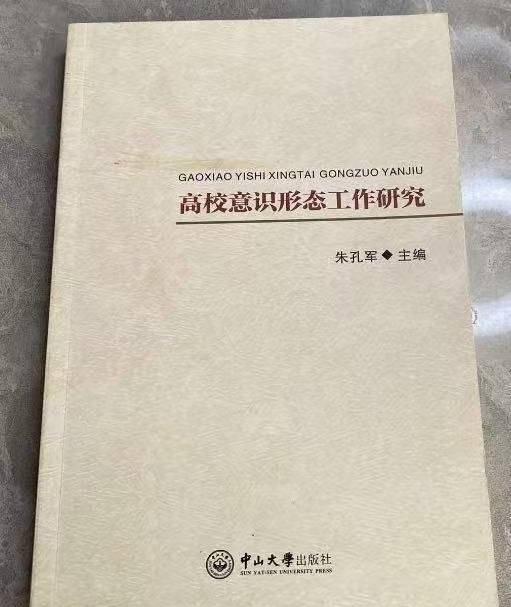 GAOXIAO YISHI XINGTAI GONGZUO YANJIU
高校意识形态工作研究
朱孔军◆主编
中山大學出版社
SUN YAT-SEN UNIVERSITY PRESS